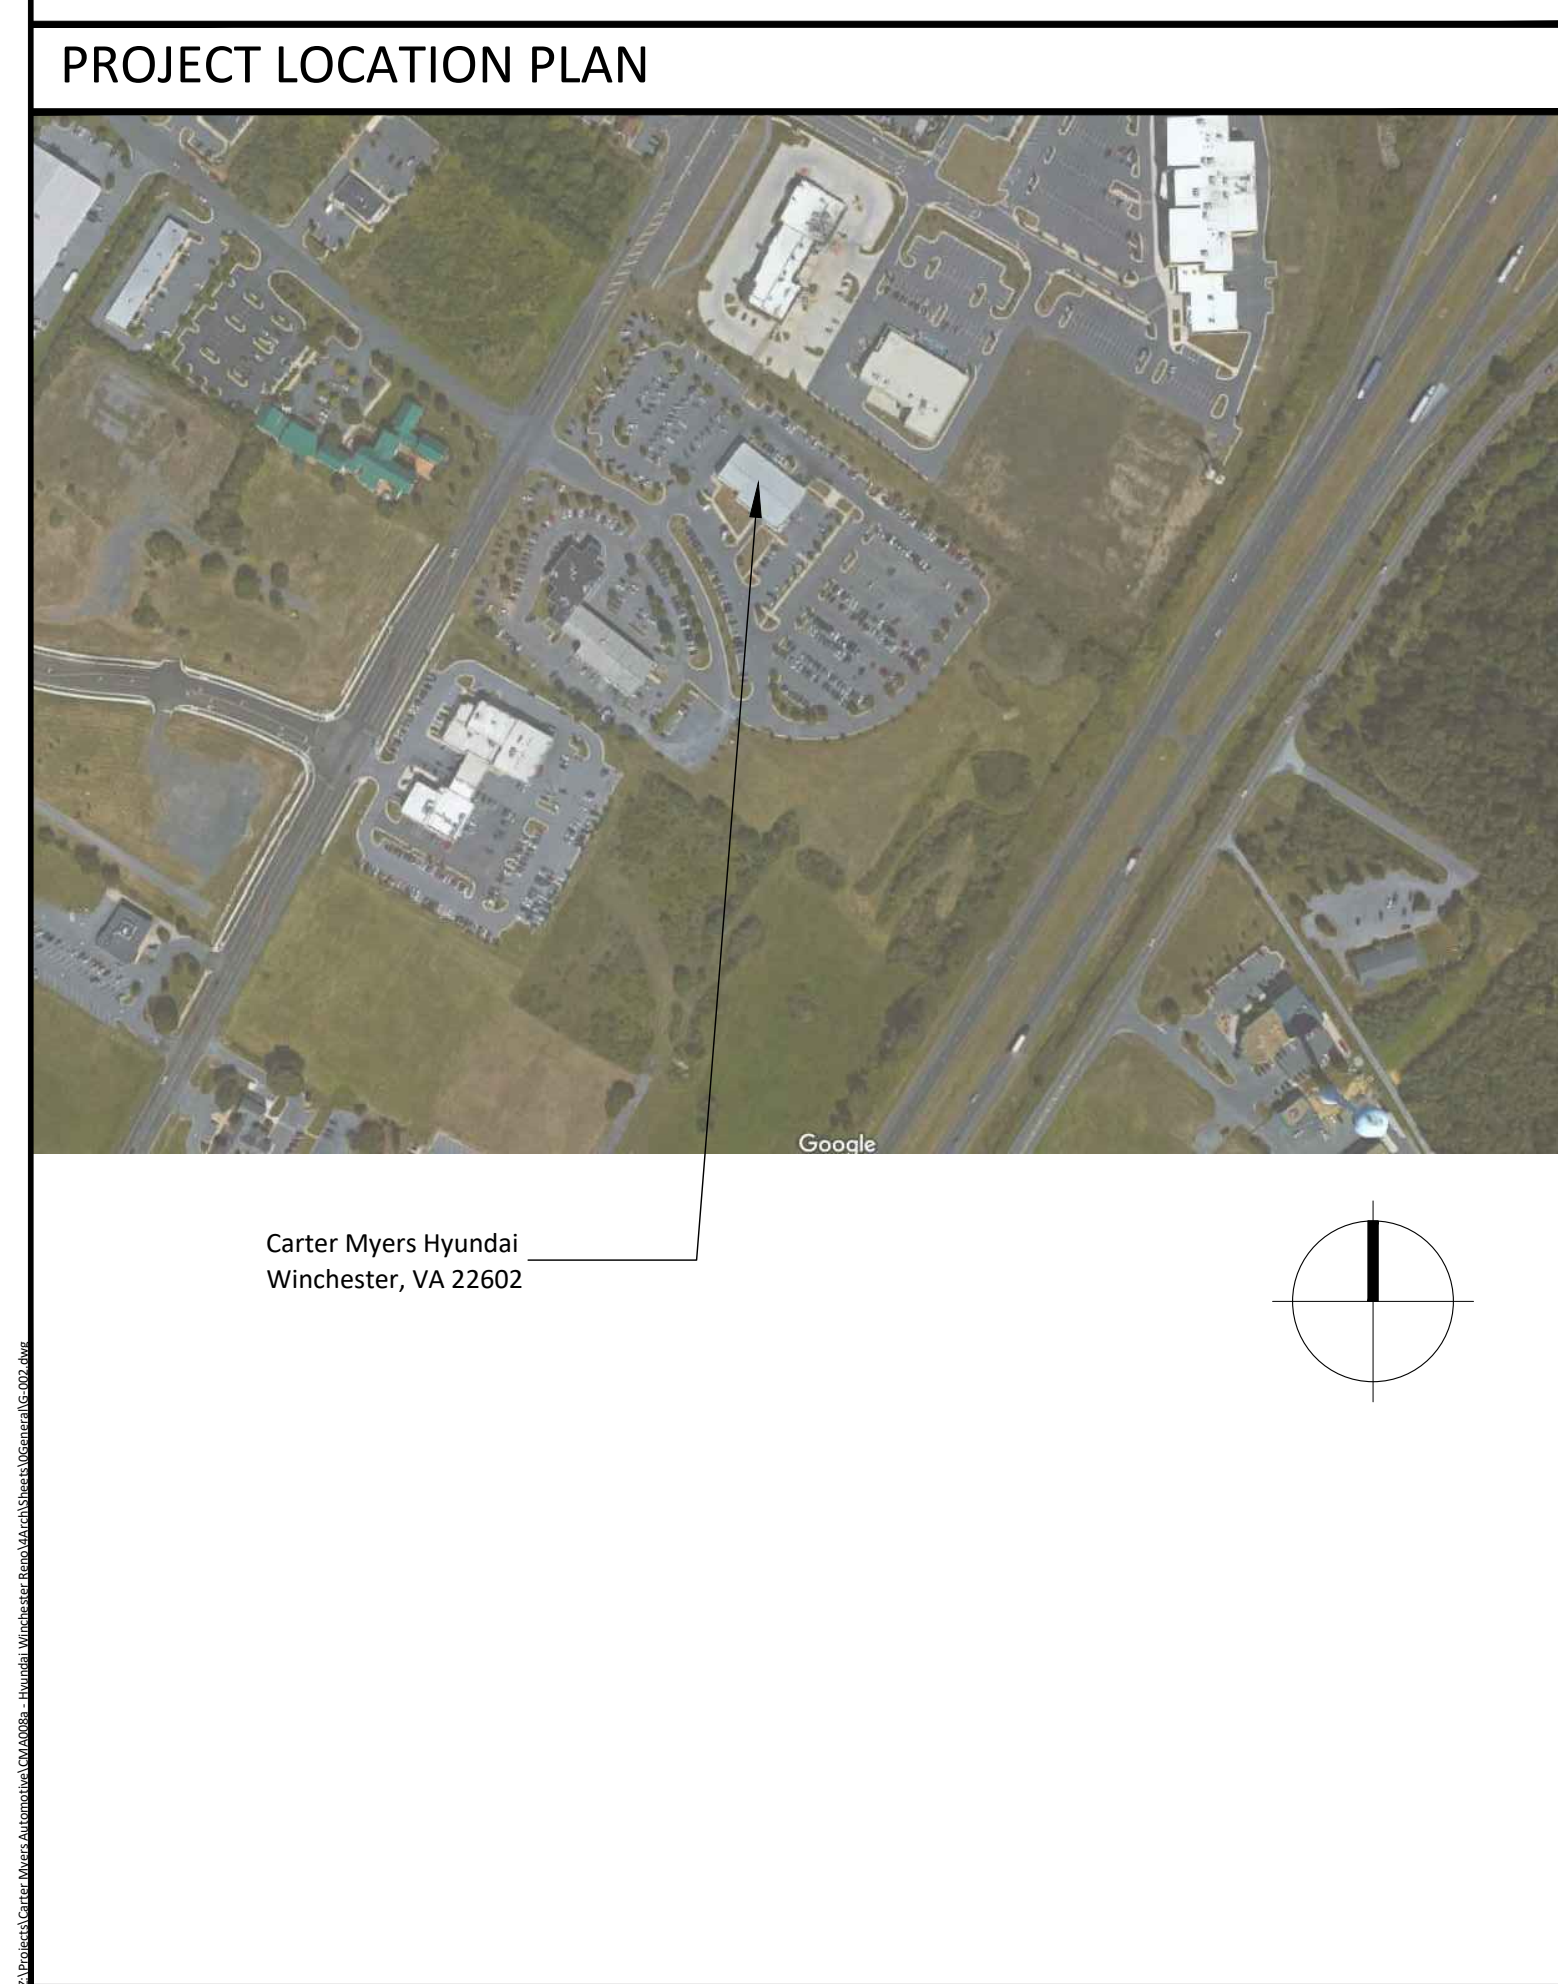 PROJECT LOCATION PLAN
Google
Carter Myers Hyundai
Winchester, VA 22602
Z:\Projects\Carter Myers Automotive\CMA008a - Hyundai Winchester Reno\4Arch\Sheets\0General\G-002.dwg